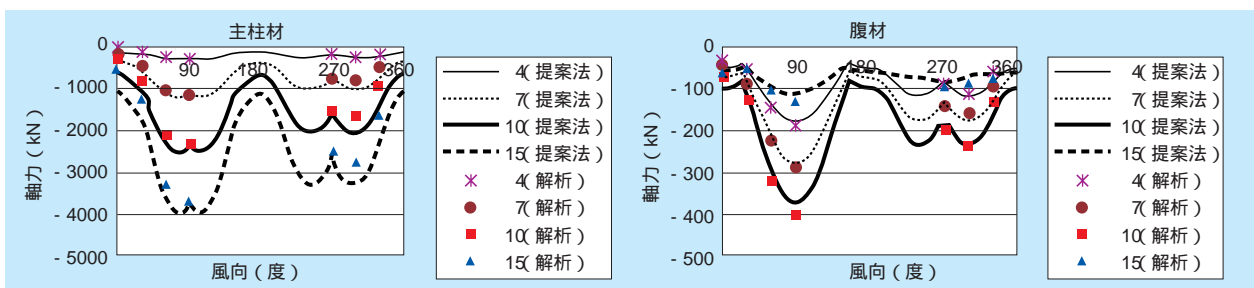 主柱材
軸力（kN）
0
- 1000
- 2000
- 3000
- 4000
- 5000
90
180
270
360
風向（度）
4(提案法)
7(提案法)
10(提案法)
15(提案法)
4(解析)
7(解析)
10(解析)
15(解析)
腹材
軸力（kN）
0
- 100
- 200
- 300
- 400
- 500
90
180
270
360
風向（度）
4(提案法)
7(提案法)
10(提案法)
15(提案法)
4(解析)
7(解析)
10(解析)
15(解析)